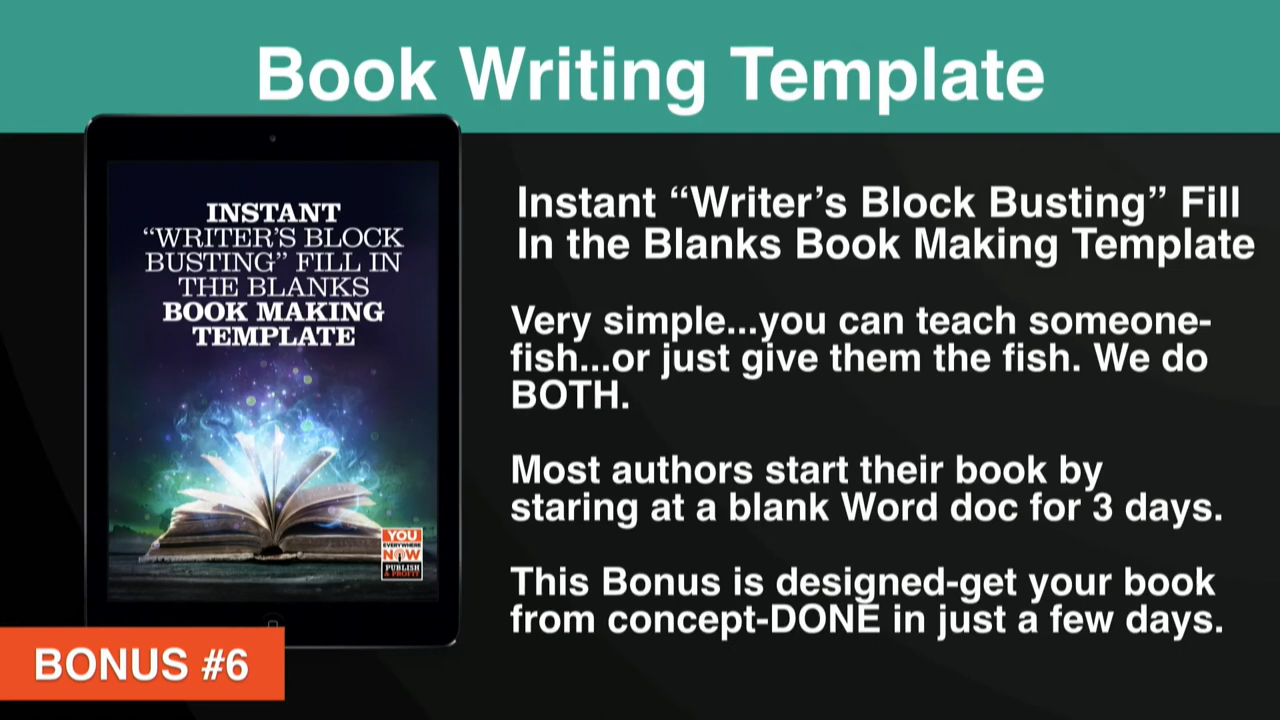 Book Writing Template
INSTANT
“WRITER’S BLOCK
BUSTING” FILL IN
THE BLANKS
BOOK MAKING
TEMPLATE
YOU
EVERYWHERE
NOW
PUBLISH
& PROFIT
BONUS #6
Instant “Writer’s Block Busting” Fill
In the Blanks Book Making Template
Very simple...you can teach someone-
fish...or just give them the fish. We do
BOTH.
Most authors start their book by
staring at a blank Word doc for 3 days.
This Bonus is designed-get your book
from concept-DONE in just a few days.